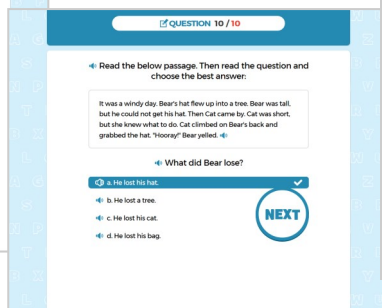 QUESTION 10 / 10
Read the below passage. Then read the question and
choose the best answer:
It was a windy day. Bear's hat flew up into a tree. Bear was tall,
but he could not get his hat. Then Cat came by. Cat was short,
but she knew what to do. Cat climbed on Bear's back and
grabbed the hat. "Hooray!" Bear yelled.
What did Bear lose?
a. He lost his hat.
b. He lost a tree.
c. He lost his cat.
d. He lost his bag.
NEXT